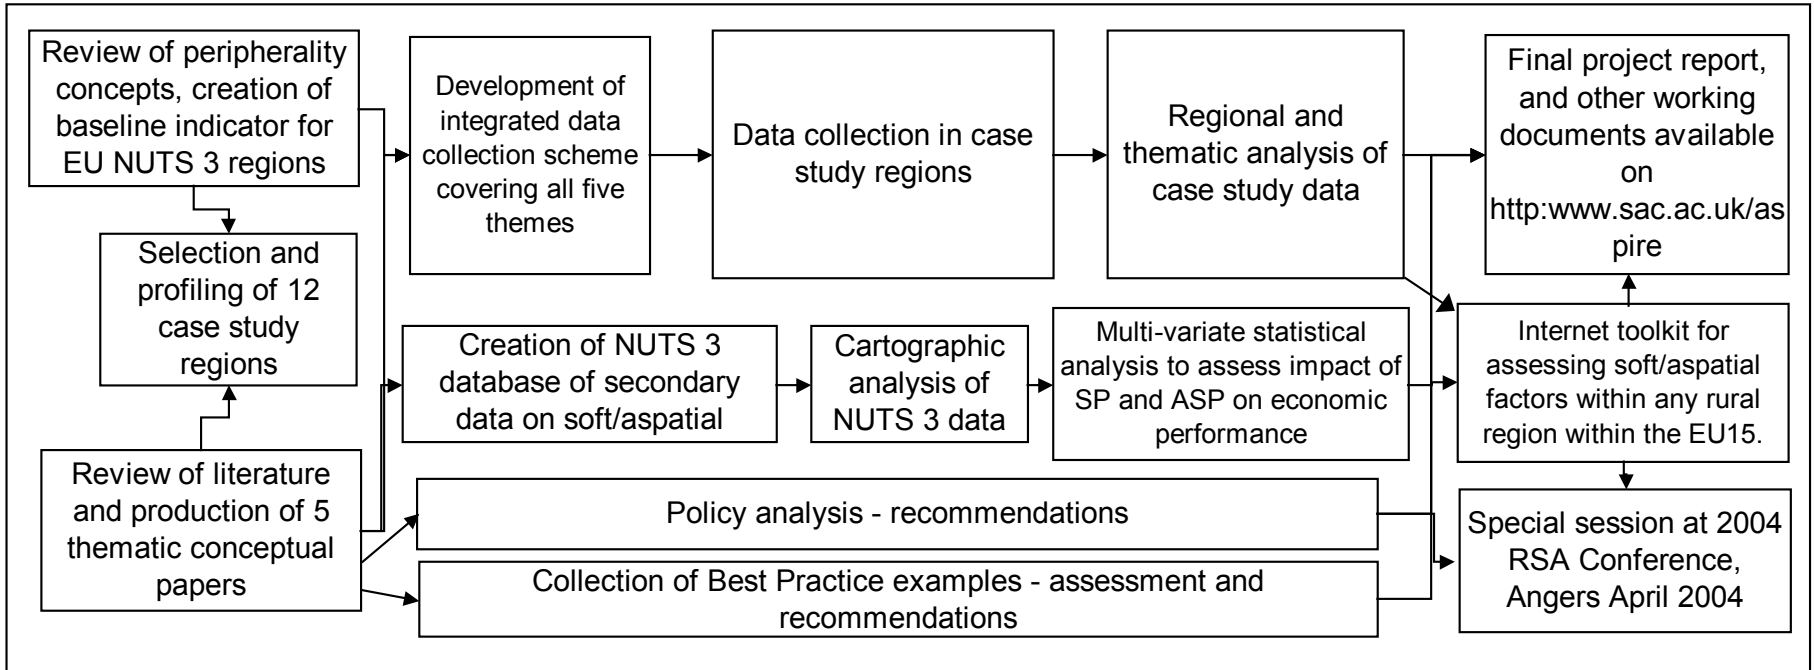 Review of peripherality
concepts, creation of
baseline indicator for
EU NUTS 3 regions
Selection and
profiling of 12
case study
regions
Review of literature
and production of 5
thematic conceptual
papers
Development of
integrated data
collection scheme
covering all five
themes
Data collection in case
study regions
Regional and
thematic analysis of
case study data
Final project report,
and other working
documents available
on
http:www.sac.ac.uk/as
pire
Creation of NUTS 3
database of secondary
data on soft/aspatial
Cartographic
analysis of
NUTS 3 data
Multi-variate statistical
analysis to assess impact of
SP and ASP on economic
performance
Internet toolkit for
assessing soft/aspatial
factors within any rural
region within the EU15.
Policy analysis - recommendations
Collection of Best Practice examples - assessment and
recommendations
Special session at 2004
RSA Conference,
Angers April 2004